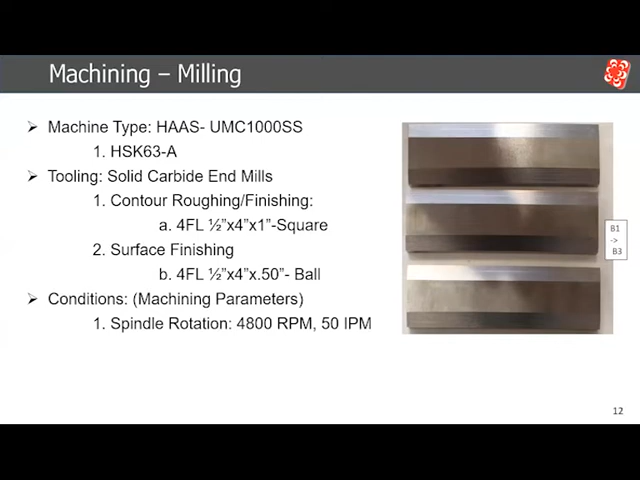 Machining – Milling
➢ Machine Type: HAAS- UMC1000SS
1. HSK63-A
➢ Tooling: Solid Carbide End Mills
1. Contour Roughing/Finishing:
a. 4FL ½”x4”x1”-Square
2. Surface Finishing
b. 4FL ½”x4”x.50”- Ball
➢ Conditions: (Machining Parameters)
1. Spindle Rotation: 4800 RPM, 50 IPM
B1
->
B3
12